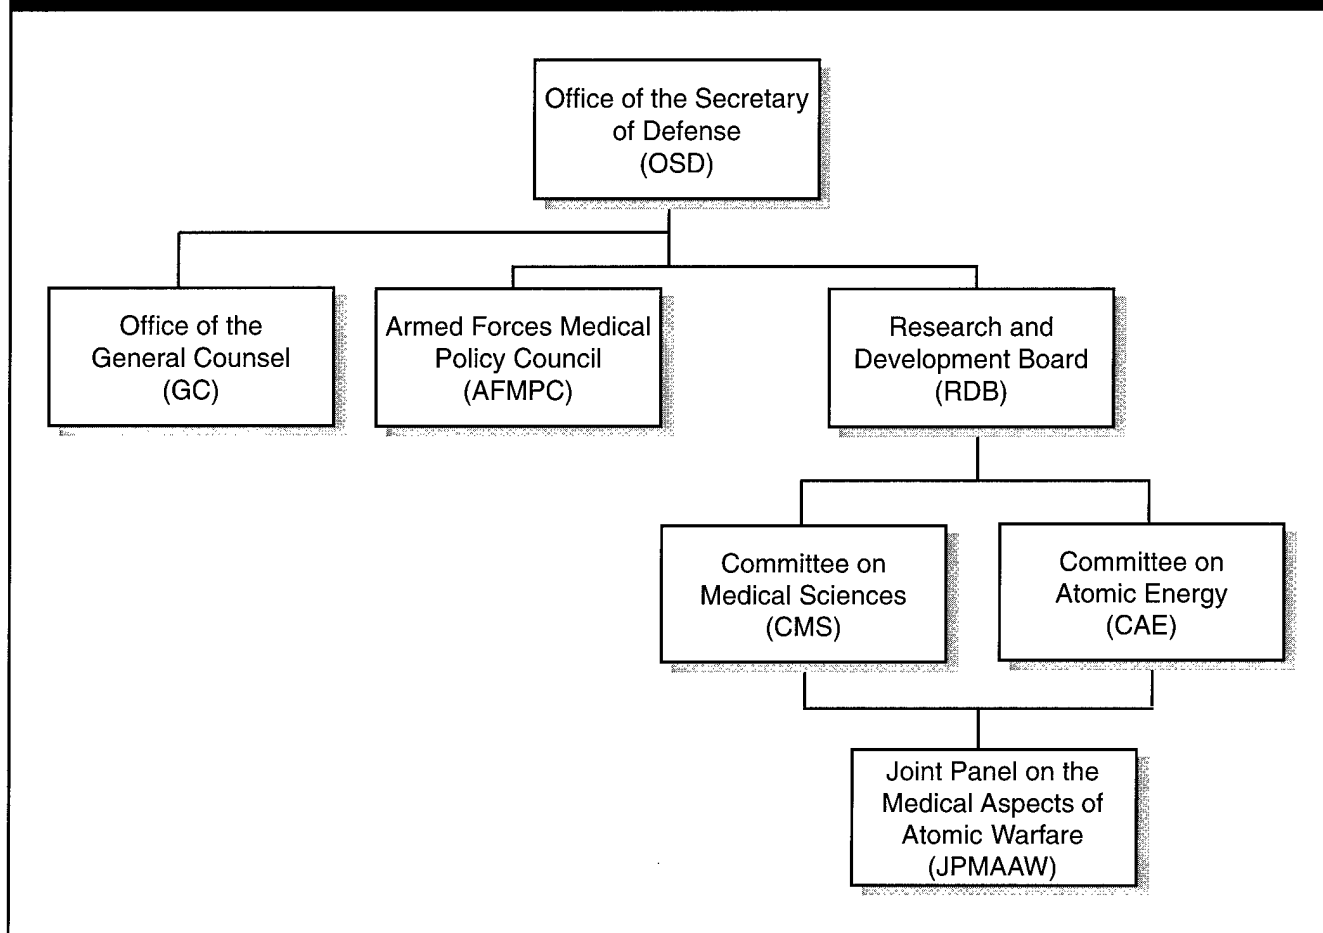 Office of the Secretary
of Defense
(OSD)
Office of the
General Counsel
(GC)
Armed Forces Medical
Policy Council
(AFMPC)
Research and
Development Board
(RDB)
Committee on
Medical Sciences
(CMS)
Committee on
Atomic Energy
(CAE)
Joint Panel on the
Medical Aspects of
Atomic Warfare
(JPMAAW)